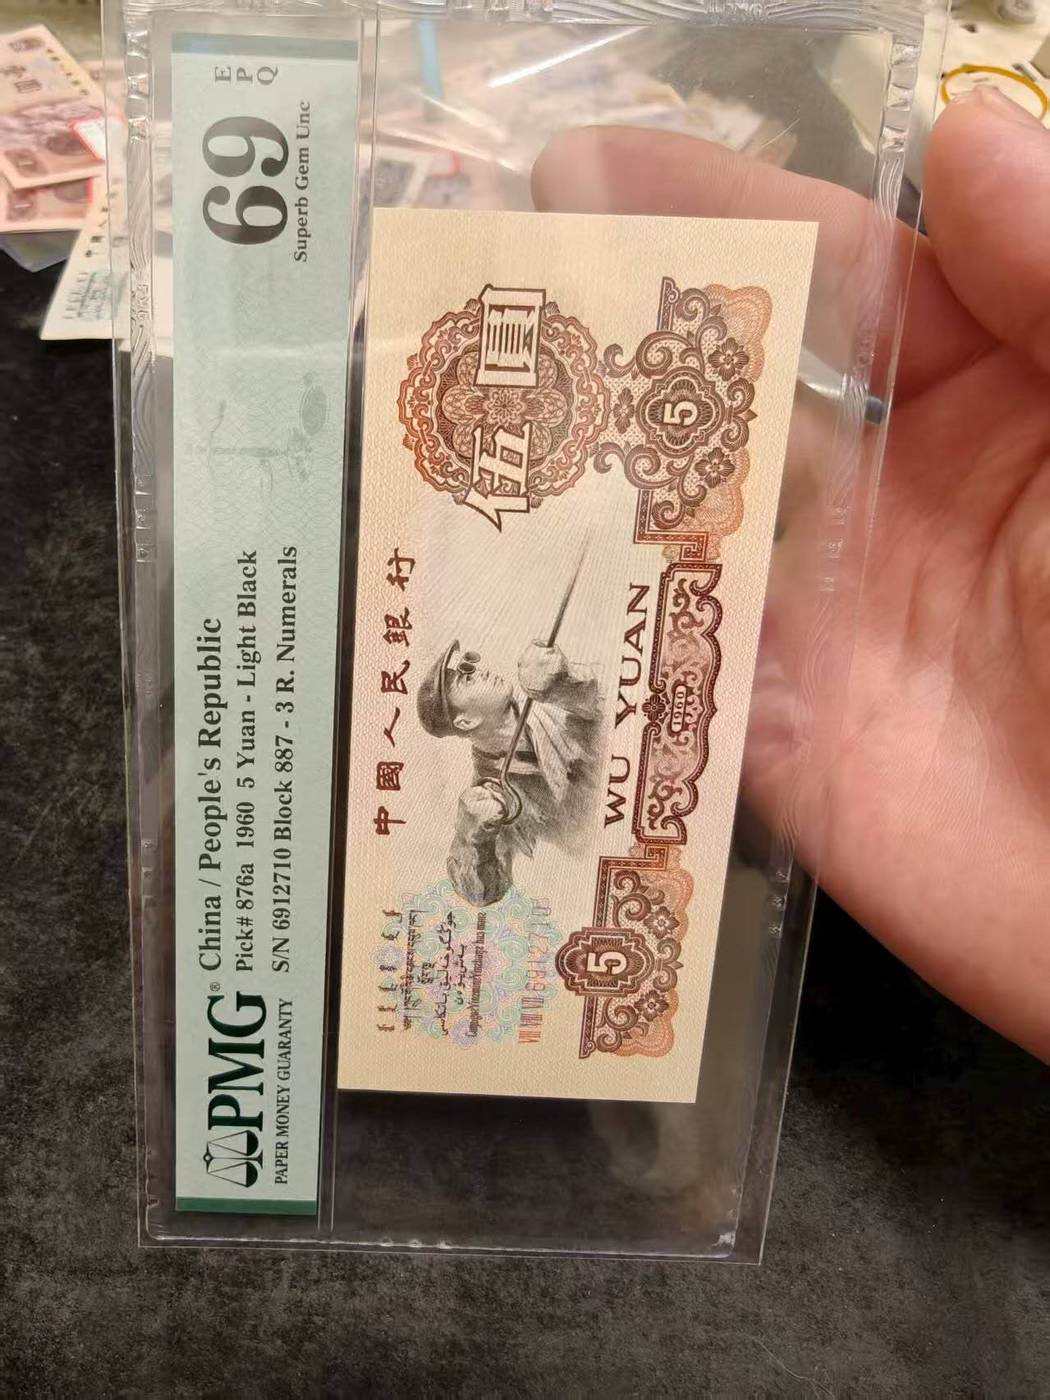 China / People's Republic
Pick# 876a 1960 5 Yuan - Light Black
S/N 6912710 Block 887 - 3 R. Numerals
PMG®
PAPER MONEY GUARANTY
69
EPQ
Superb Gem Unc
中國人民銀行
伍圓
WU YUAN
5
5
1960